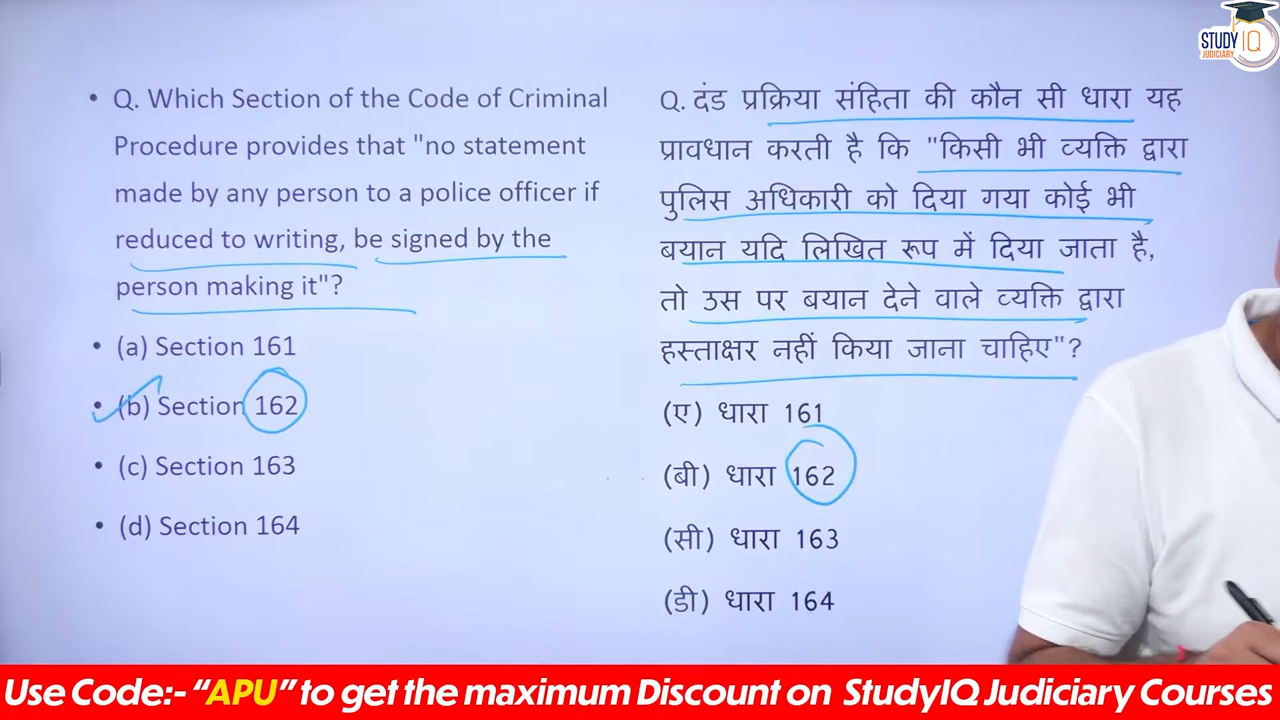 STUDY IQ
JUDICIARY
• Q. Which Section of the Code of Criminal
Procedure provides that "no statement
made by any person to a police officer if
reduced to writing, be signed by the
person making it"?
• (a) Section 161
• (b) Section 162
• (c) Section 163
• (d) Section 164
Q. दंड प्रक्रिया संहिता की कौन सी धारा यह
प्रावधान करती है कि "किसी भी व्यक्ति द्वारा
पुलिस अधिकारी को दिया गया कोई भी
बयान यदि लिखित रूप में दिया जाता है,
तो उस पर बयान देने वाले व्यक्ति द्वारा
हस्ताक्षर नहीं किया जाना चाहिए"?
(ए) धारा 161
(बी) धारा 162
(सी) धारा 163
(डी) धारा 164
Use Code:- “APU” to get the maximum Discount on StudyIQ Judiciary Courses